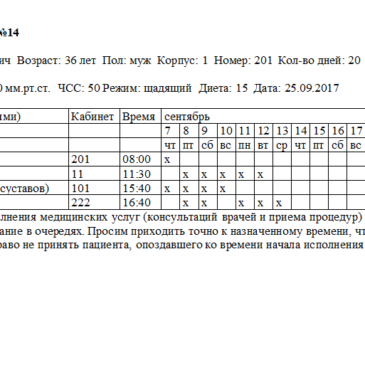 №14
ич Возраст: 36 лет Пол: муж Корпус: 1 Номер: 201 Кол-во дней: 20
0 мм.рт.ст. ЧСС: 50 Режим: щадящий Диета: 15 Дата: 25.09.2017
ыми) Кабинет Время сентябрь
7 8 9 10 11 12 13 14 15 16 17
чт пт сб вс пн вт ср чт пт сб вс
201 08:00 x
11 11:30 x x x x x
суставов) 101 15:40 x x x x
222 16:40 x x x x x
лнения медицинских услуг (консультаций врачей и приема процедур)
ание в очередях. Просим приходить точно к назначенному времени, чт
раво не принять пациента, опоздавшего ко времени начала исполнения